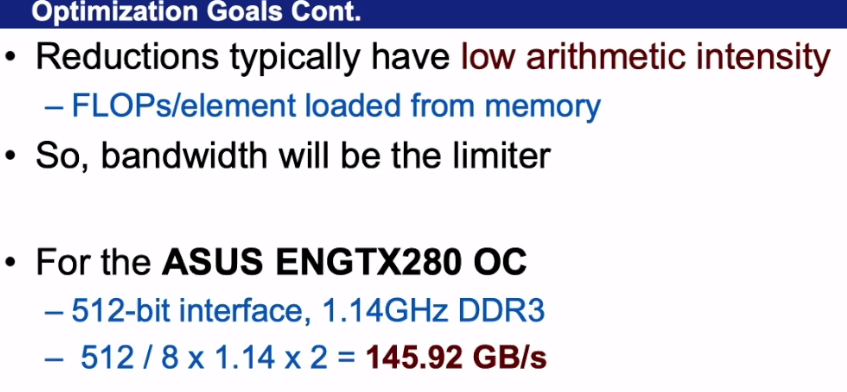 Optimization Goals Cont.
• Reductions typically have low arithmetic intensity
– FLOPs/element loaded from memory
• So, bandwidth will be the limiter
• For the ASUS ENGTX280 OC
– 512-bit interface, 1.14GHz DDR3
– 512 / 8 x 1.14 x 2 = 145.92 GB/s